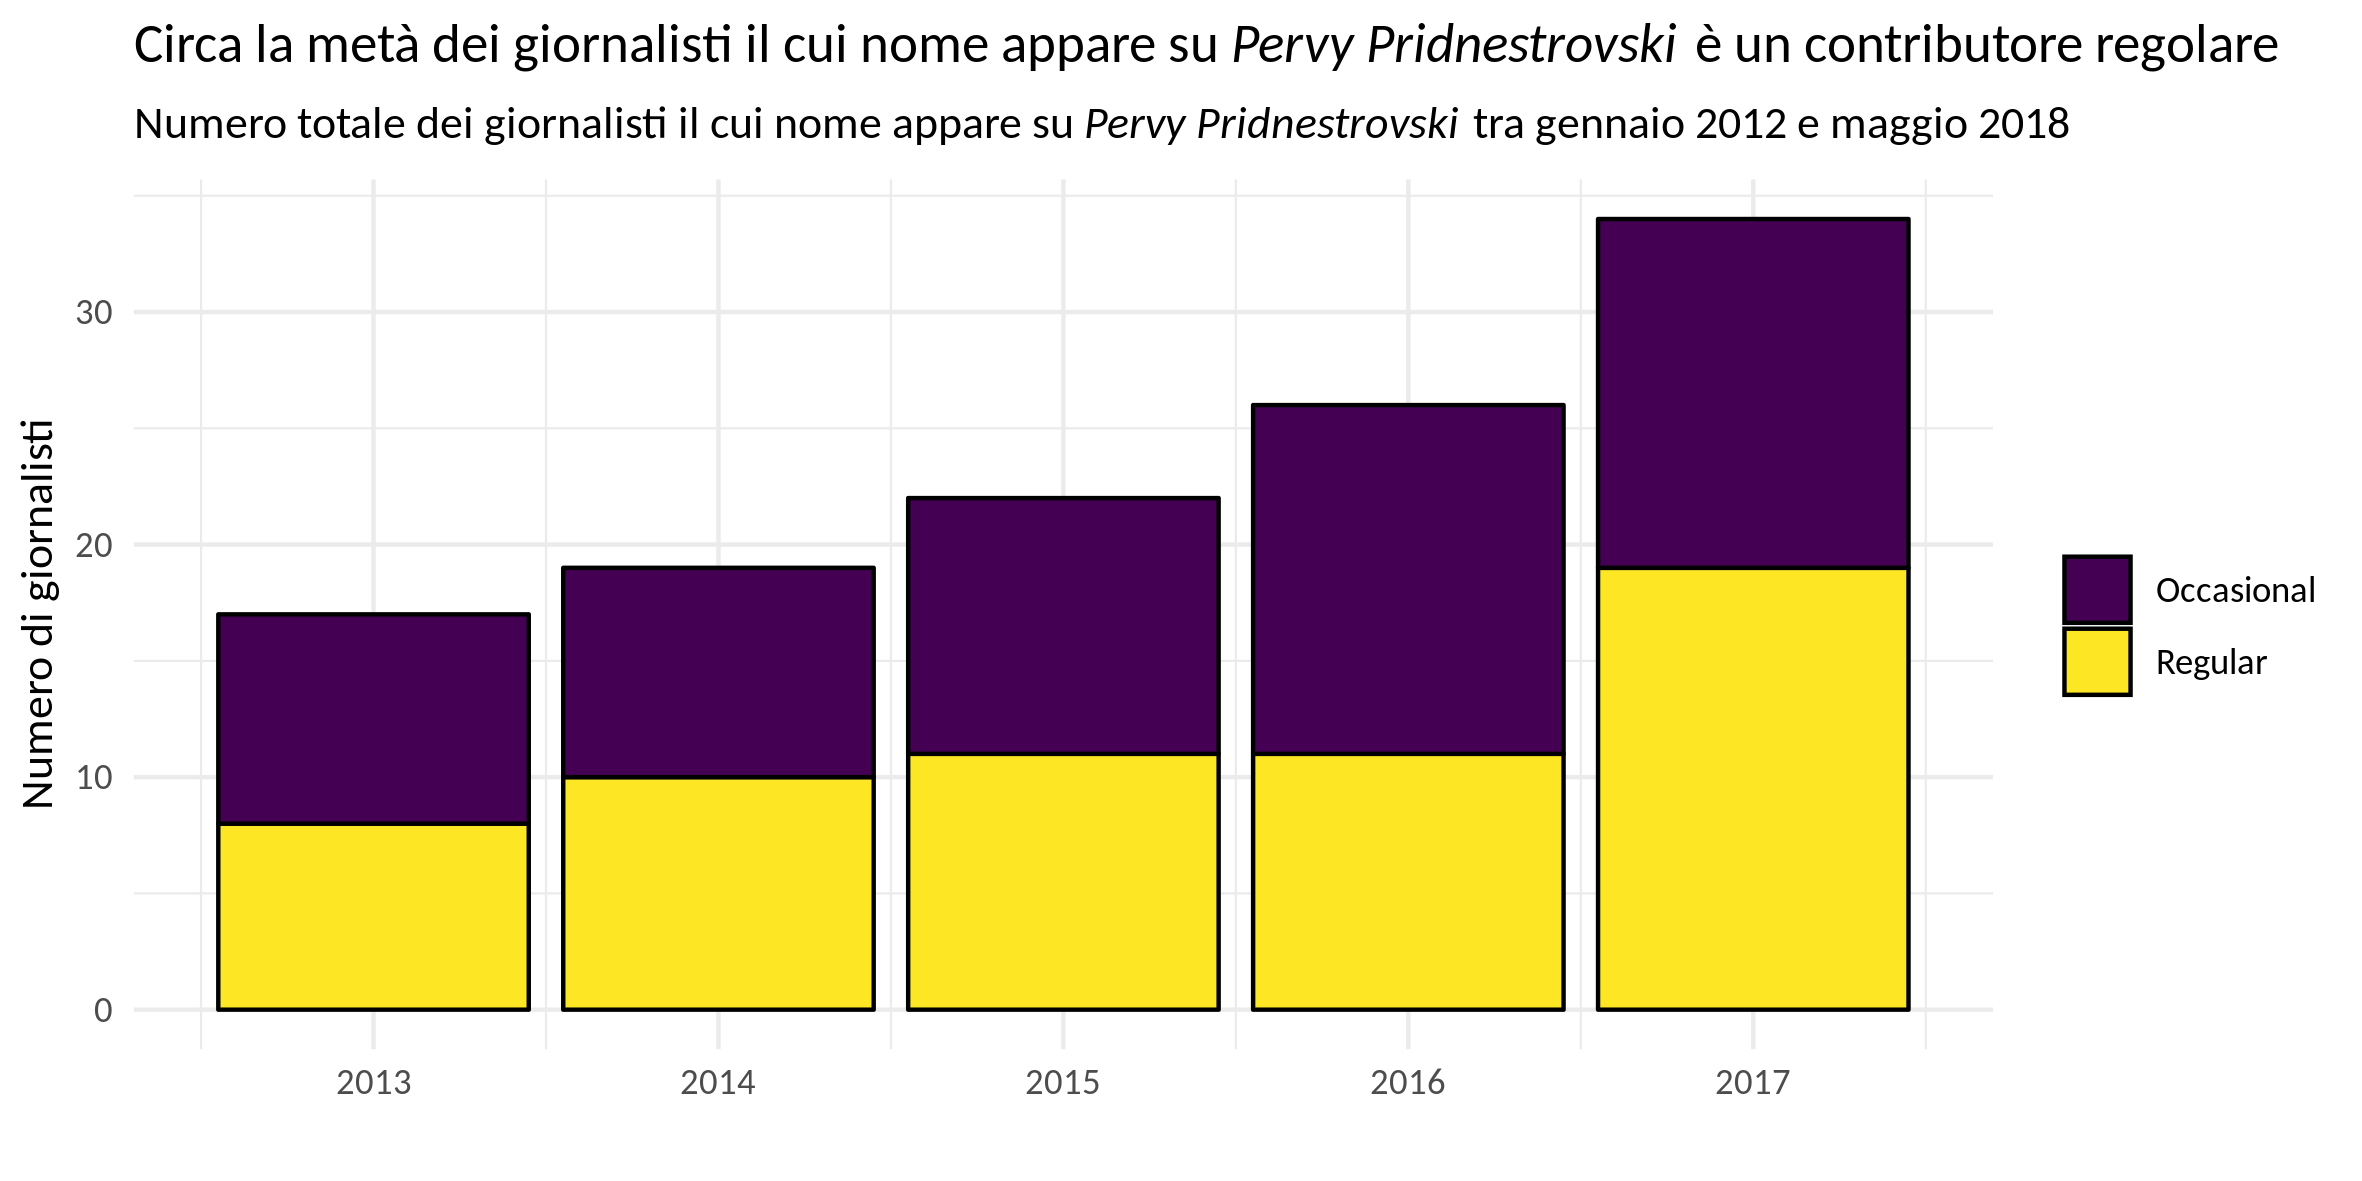 Circa la metà dei giornalisti il cui nome appare su Pervy Pridnestrovski è un contributore regolare
Numero totale dei giornalisti il cui nome appare su Pervy Pridnestrovski tra gennaio 2012 e maggio 2018
Numero di giornalisti
30
20
10
0
2013
2014
2015
2016
2017
Occasional
Regular